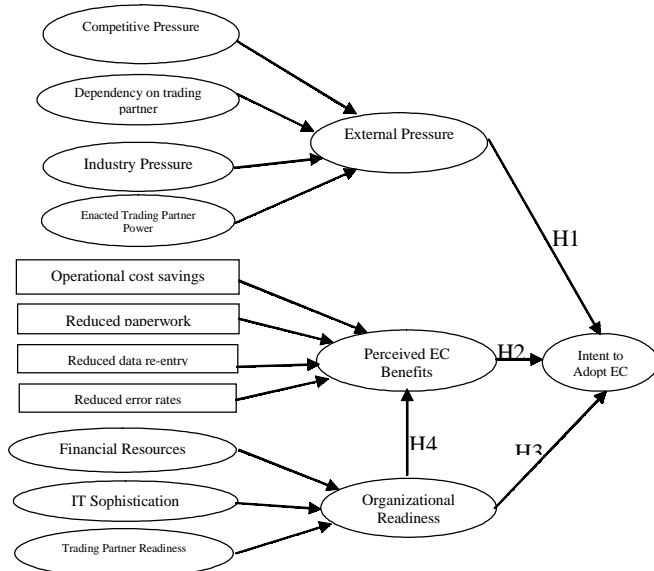 Competitive Pressure
Dependency on trading
partner
External Pressure
Industry Pressure
Enacted Trading Partner
Power
H1
Operational cost savings
Reduced paperwork
Reduced data re-entry
Reduced error rates
Perceived EC
Benefits
H2
Intent to
Adopt EC
H4
H3
Financial Resources
IT Sophistication
Trading Partner Readiness
Organizational
Readiness